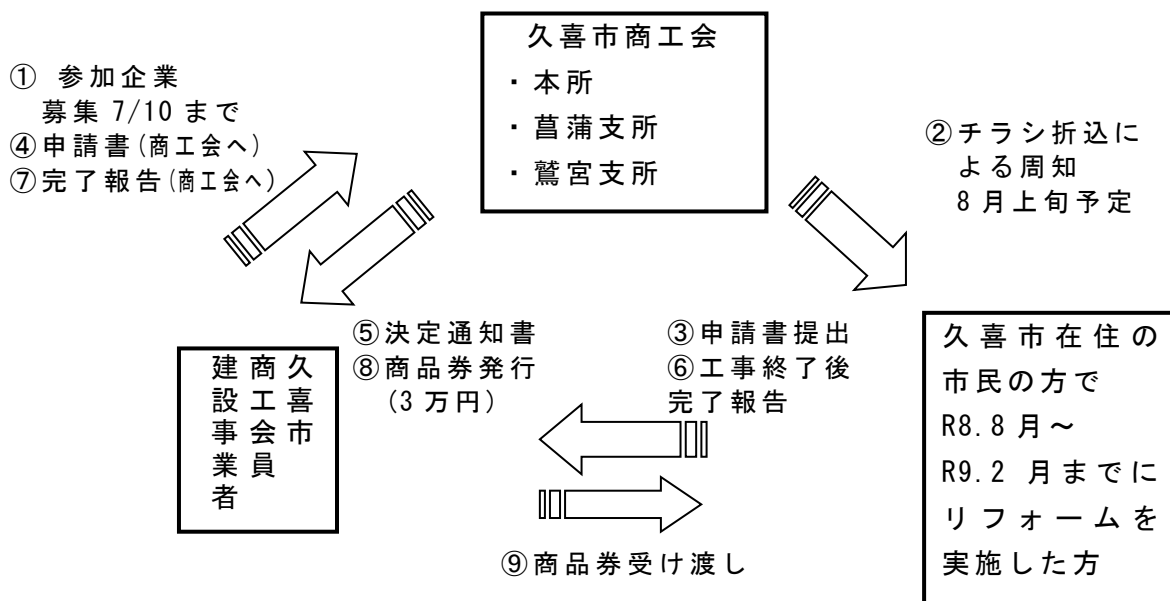 久喜市商工会
・本所
・菖蒲支所
・鷲宮支所
① 参加企業
募集 7/10 まで
④申請書(商工会へ)
⑦完了報告(商工会へ)
②チラシ折込に
よる周知
8月上旬予定
⑤決定通知書
⑧商品券発行
(3万円)
③申請書提出
⑥工事終了後
完了報告
久喜市
商工会員
建設事業者
久喜市在住の
市民の方で
R8.8月～
R9.2月までに
リフォームを
実施した方
⑨商品券受け渡し